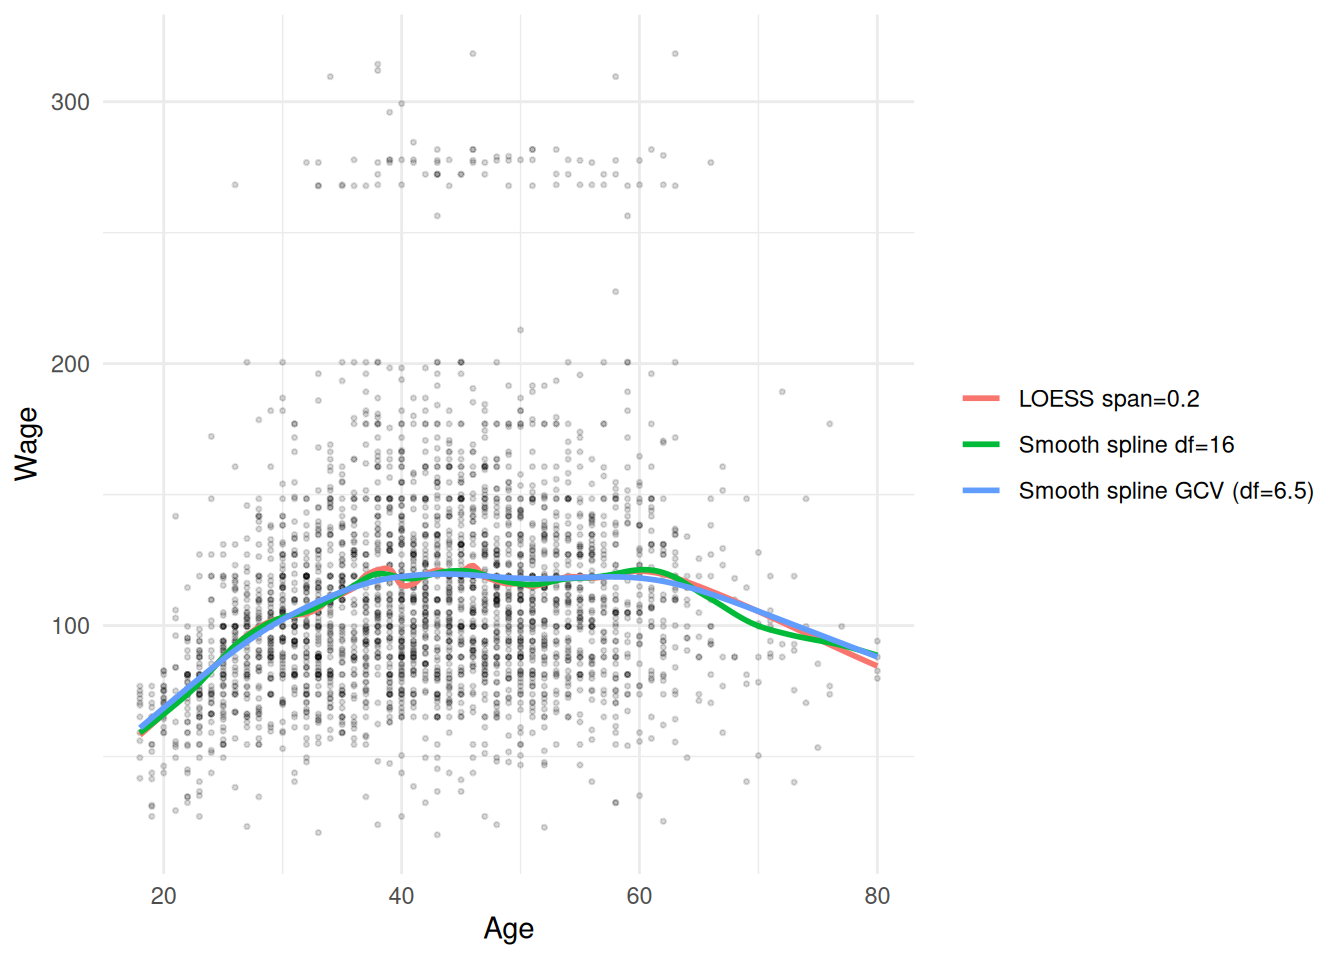 300
200
100
Wage
20
40
60
80
Age
LOESS span=0.2
Smooth spline df=16
Smooth spline GCV (df=6.5)